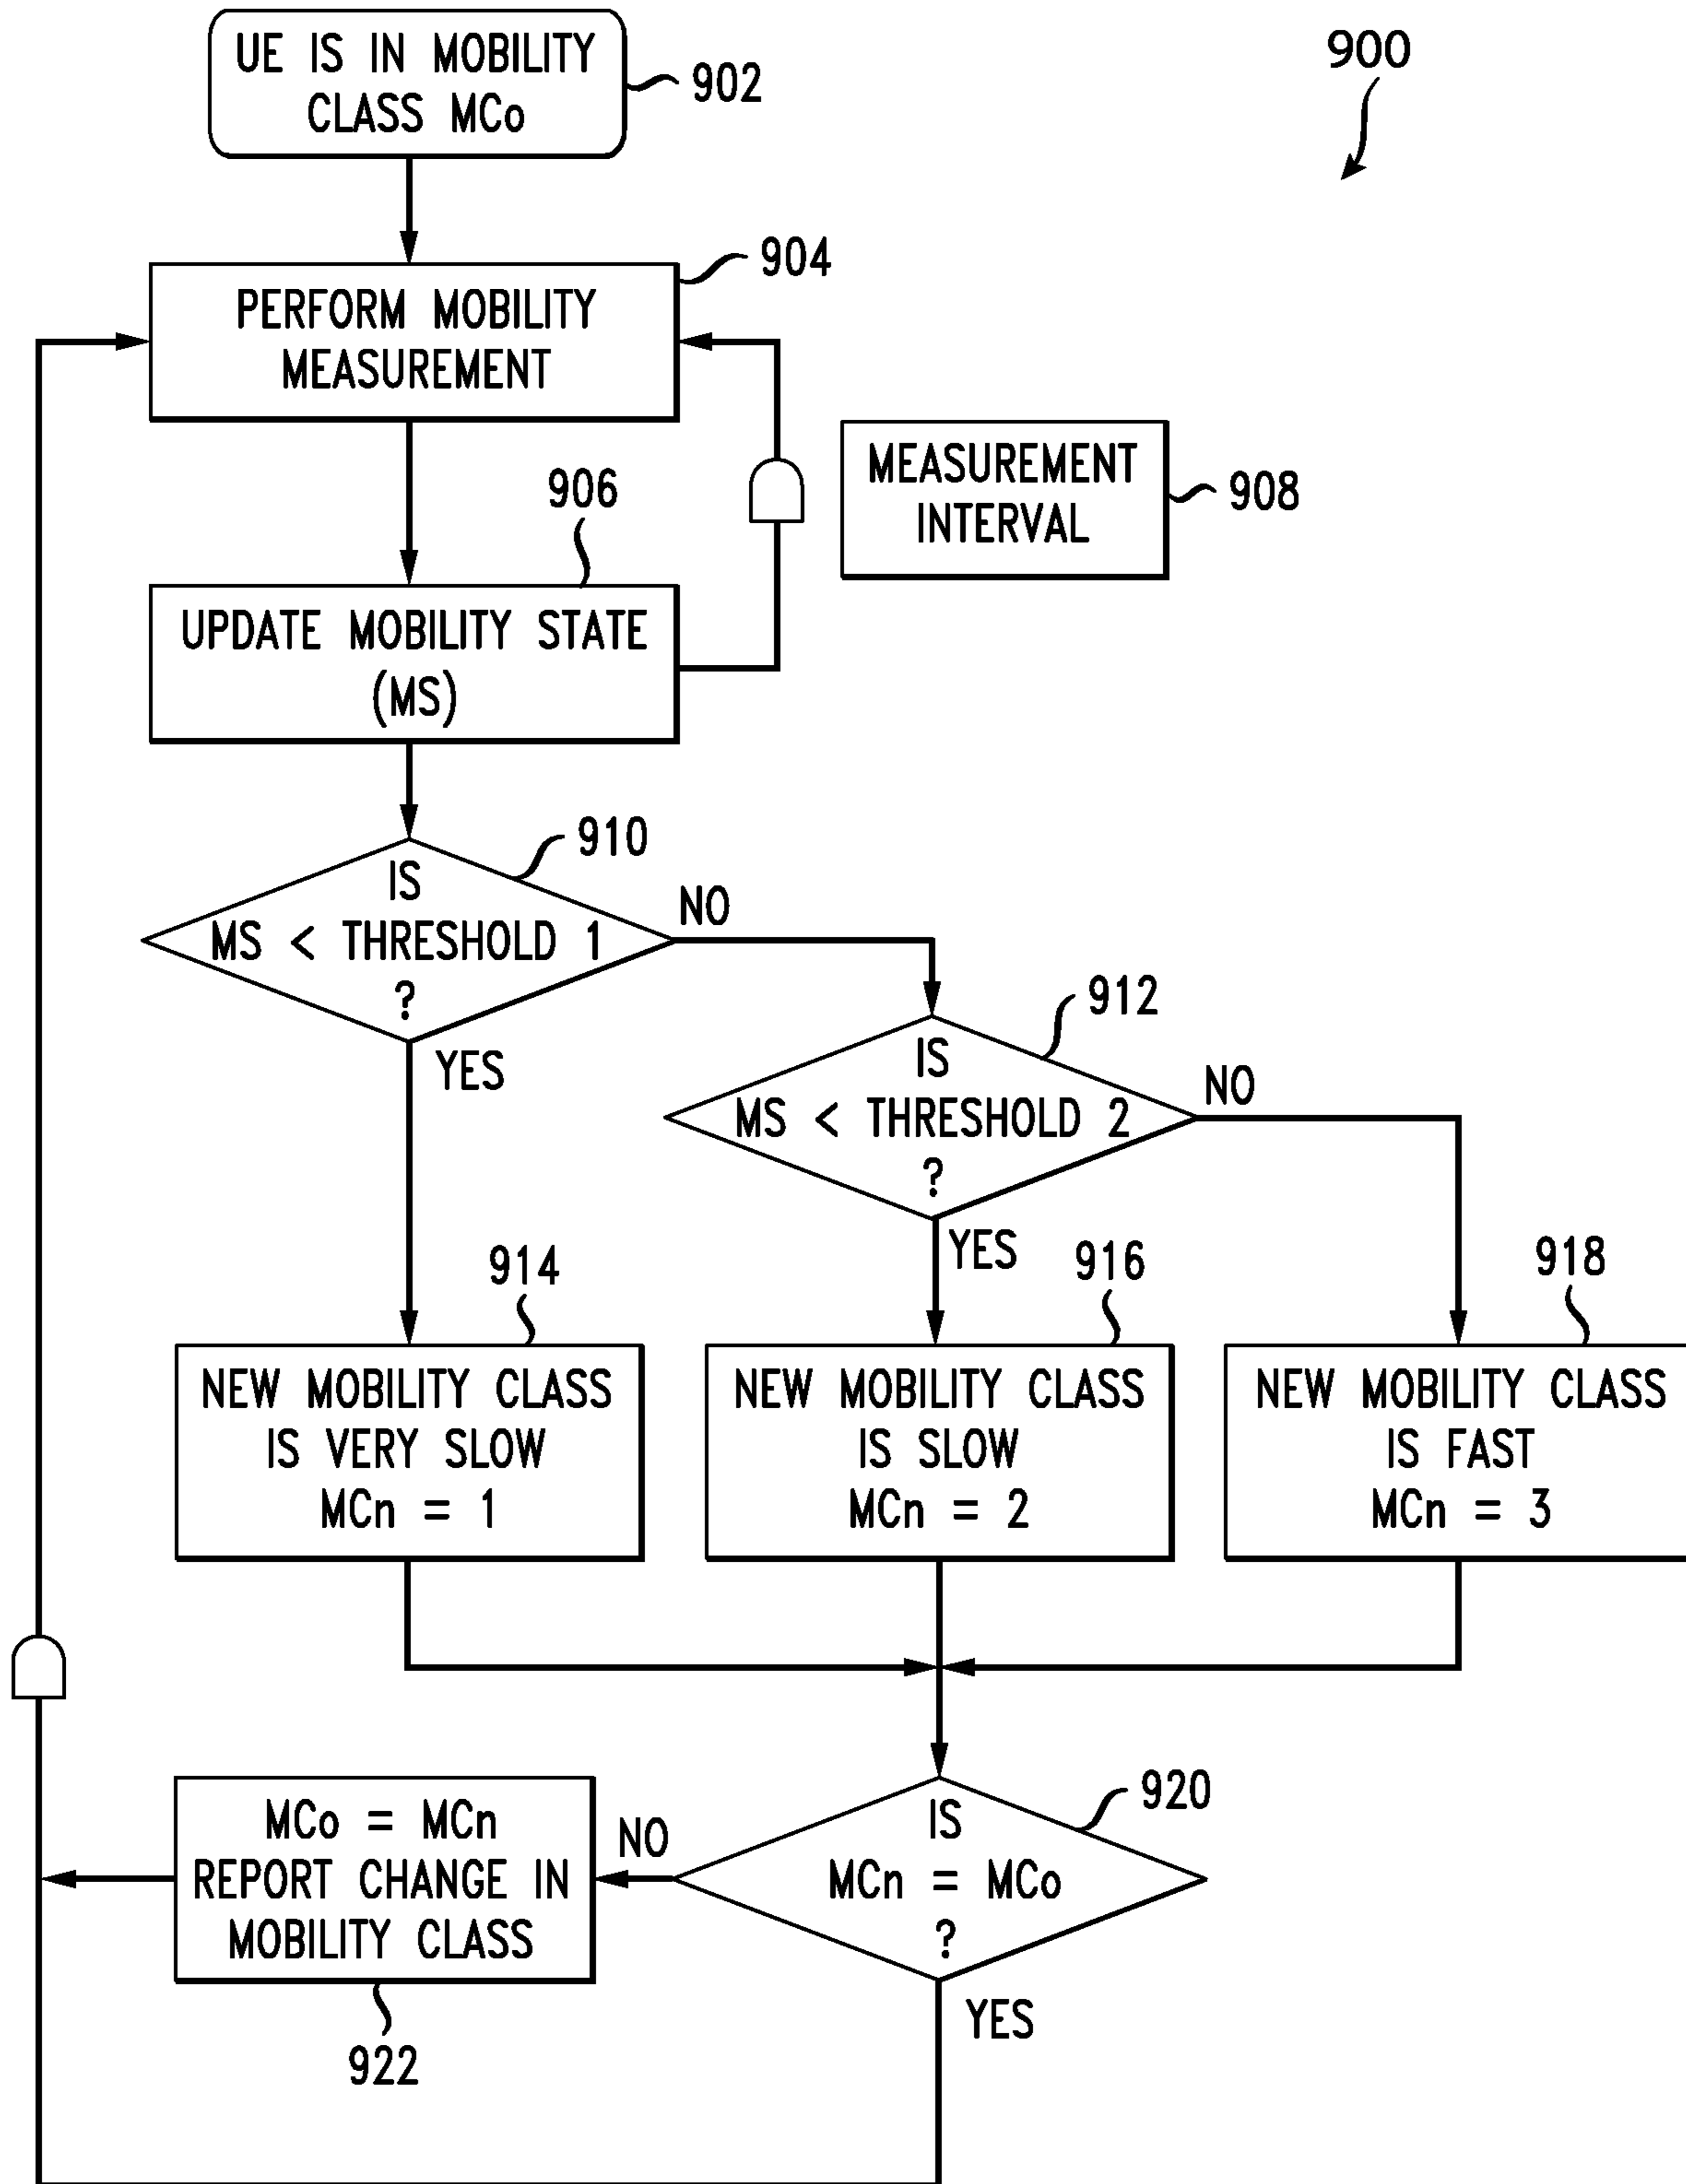 UE IS IN MOBILITY
CLASS MCo
902
900
PERFORM MOBILITY
MEASUREMENT
904
MEASUREMENT
INTERVAL
908
906
UPDATE MOBILITY STATE
(MS)
910
IS
MS < THRESHOLD 1
?
NO
YES
912
IS
MS < THRESHOLD 2
?
NO
YES
914
NEW MOBILITY CLASS
IS VERY SLOW
MCn = 1
916
NEW MOBILITY CLASS
IS SLOW
MCn = 2
918
NEW MOBILITY CLASS
IS FAST
MCn = 3
920
IS
MCn = MCo
?
NO
YES
MCo = MCn
REPORT CHANGE IN
MOBILITY CLASS
922